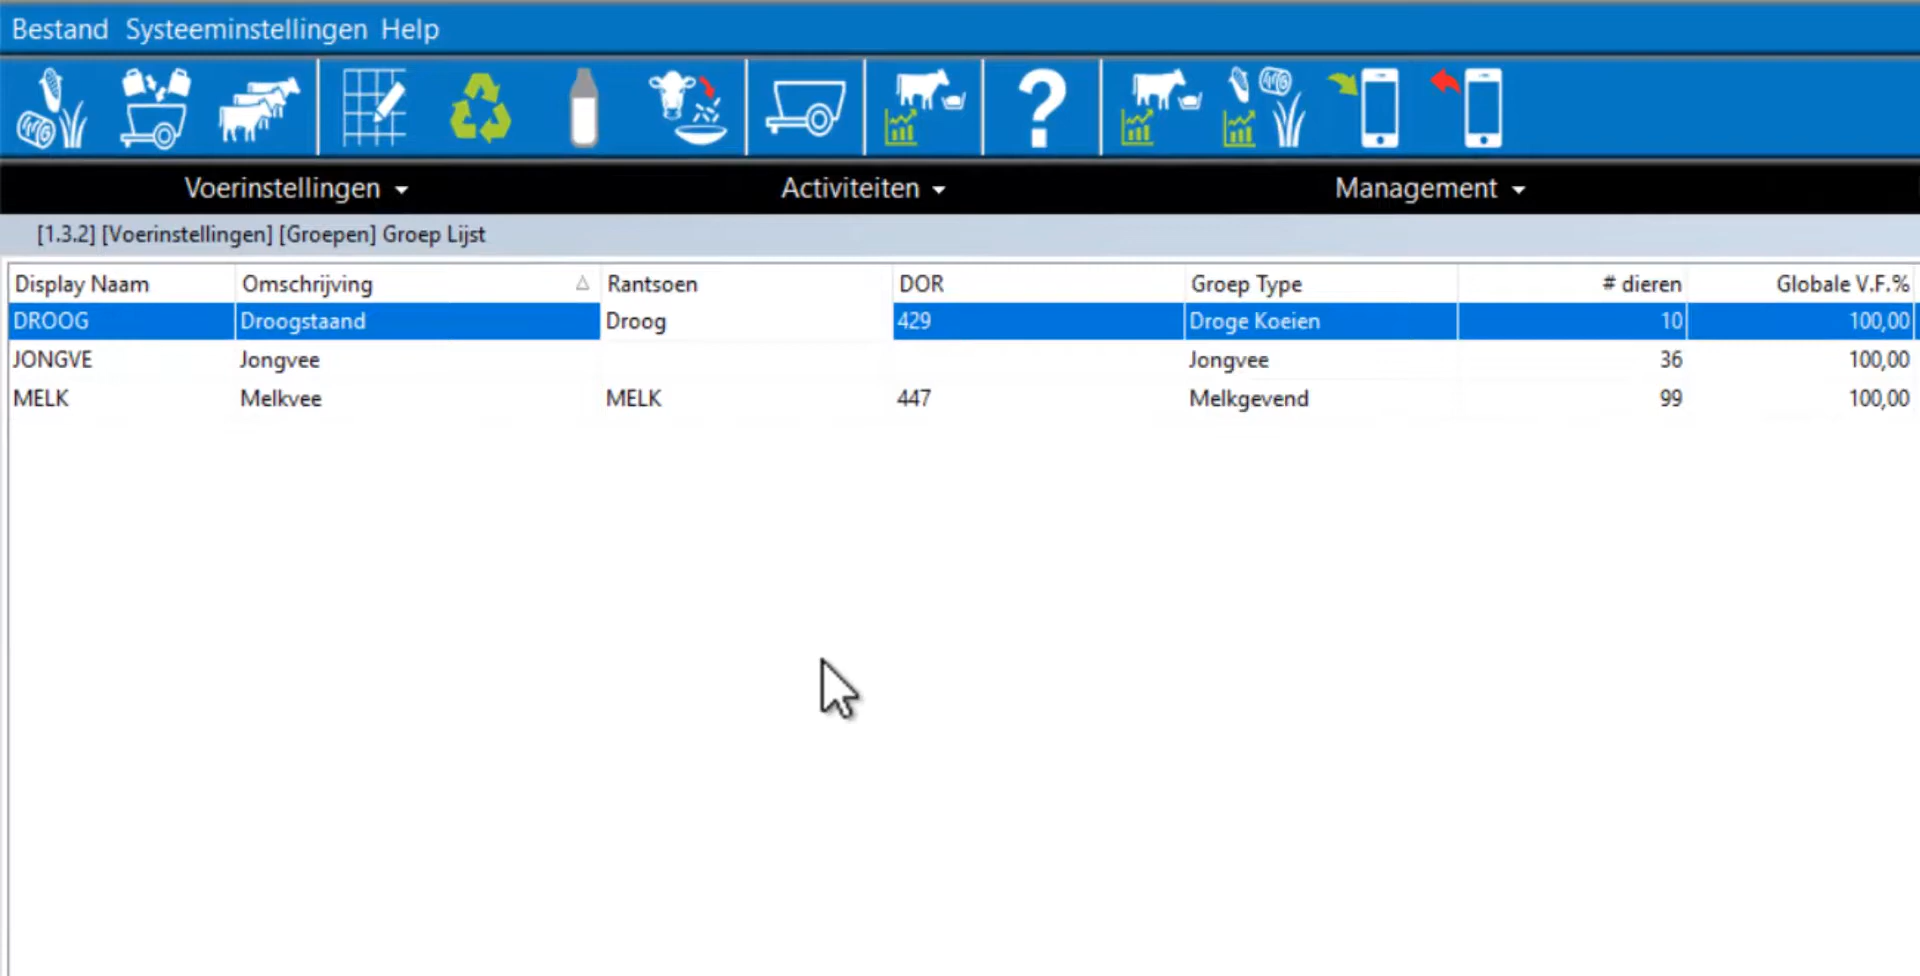 Bestand Systeeminstellingen Help
Voerinstellingen Activiteiten Management
[1.3.2] [Voerinstellingen] [Groepen] Groep Lijst
Display Naam Omschrijving Rantsoen DOR Groep Type # dieren Globale V.F.%
DROOG Droogstaand Droog 429 Droge Koeien 10 100,00
JONGVE Jongvee Jongvee 36 100,00
MELK Melkvee MELK 447 Melkgevend 99 100,00